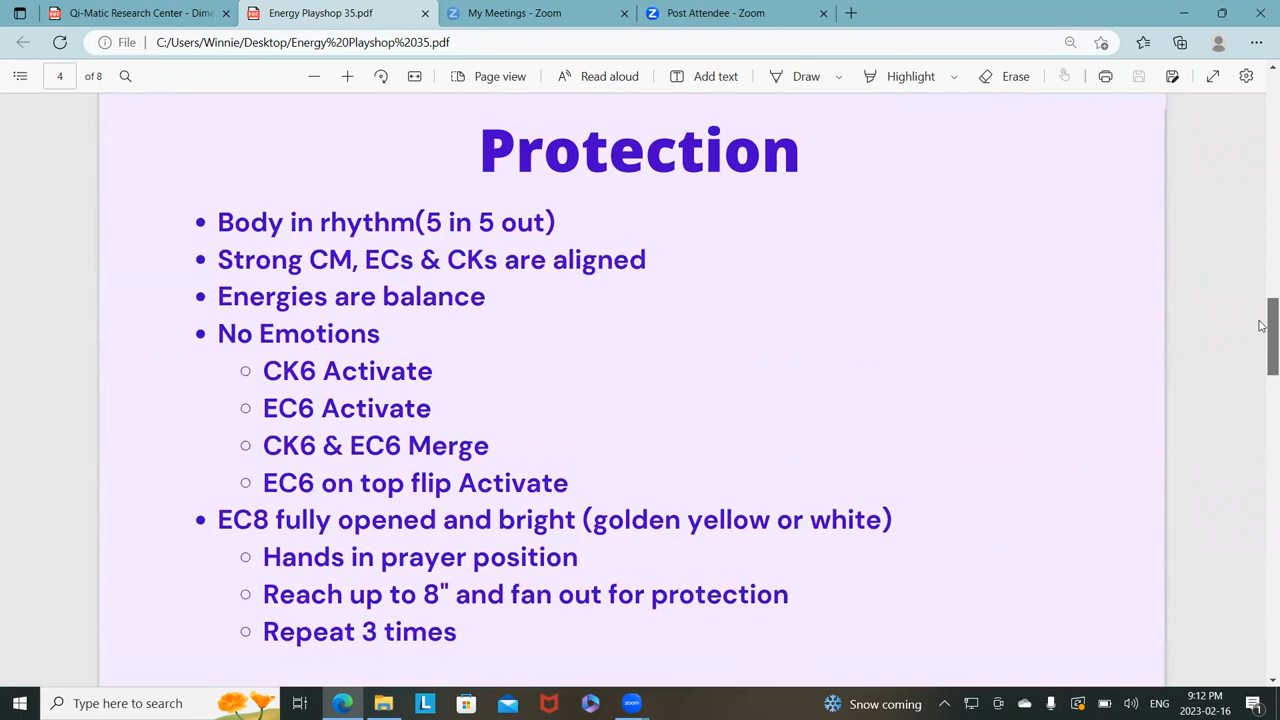 Qi-Matic Research Center - Dime
Energy Playshop 35.pdf
My Meetings - Zoom
Post Attendee - Zoom
File
C:/Users/Winnie/Desktop/Energy%20Playshop%2035.pdf
4
of 8
Page view
Read aloud
Add text
Draw
Highlight
Erase
Protection
• Body in rhythm(5 in 5 out)
• Strong CM, ECs & CKs are aligned
• Energies are balance
• No Emotions
◦ CK6 Activate
◦ EC6 Activate
◦ CK6 & EC6 Merge
◦ EC6 on top flip Activate
• EC8 fully opened and bright (golden yellow or white)
◦ Hands in prayer position
◦ Reach up to 8" and fan out for protection
◦ Repeat 3 times
Type here to search
L
zoom
Snow coming
ENG
9:12 PM
2023-02-16
1